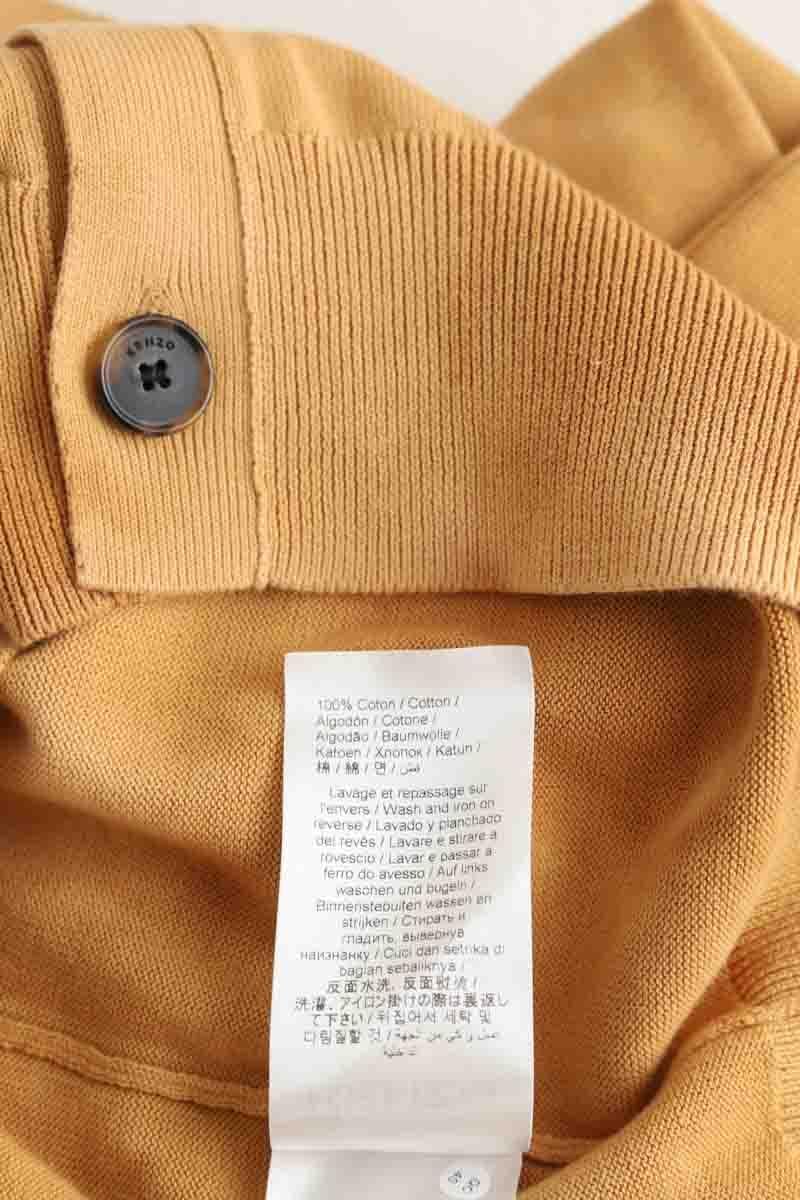 KENZO
100% Coton / Cotton /
Algodón / Cotone /
Algodão / Baumwolle /
Katoen / Хлопок / Katun /
棉 / 綿 / 면 / قطن
Lavage et repassage sur
l'envers / Wash and iron on
reverse / Lavado y planchado
del revés / Lavare e stirare a
rovescio / Lavar e passar a
ferro do avesso / Auf links
waschen und bügeln /
Binnenstebuiten wassen en
strijken / Стирать и
гладить, вывернув
наизнанку / Cuci dan setrika di
bagian sebaliknya /
反面水洗, 反面熨烫 /
洗濯、アイロン掛けの際は裏返し
て下さい / 뒤집어서 세탁 및
다림질할 것 /